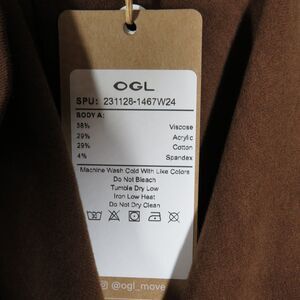 OGL
SPU: 231128-1467W24
BODY A:
38% Viscose
29% Acrylic
29% Cotton
4% Spandex
Machine Wash Cold With Like Colors
Do Not Bleach
Tumble Dry Low
Iron Low Heat
Do Not Dry Clean
@ogl_move